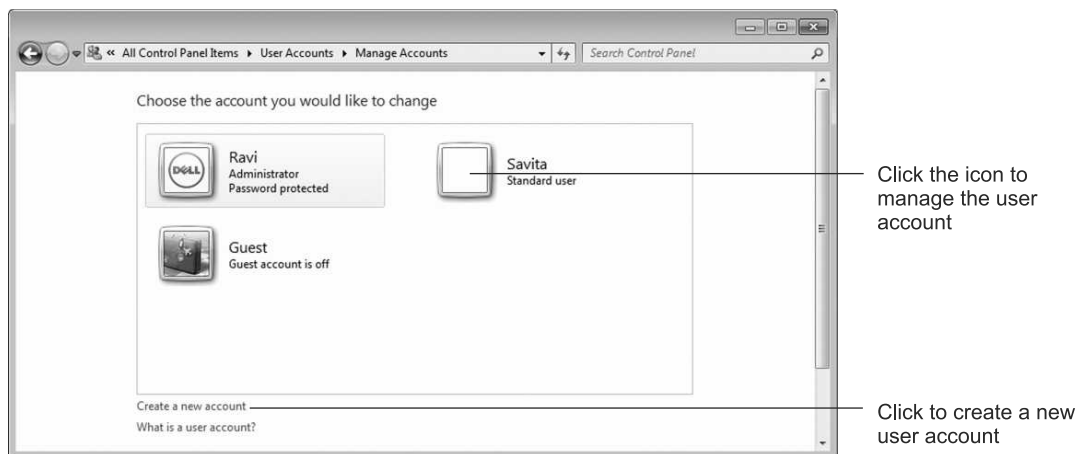 « All Control Panel Items ▸ User Accounts ▸ Manage Accounts
Search Control Panel
Choose the account you would like to change
DELL
Ravi
Administrator
Password protected
Savita
Standard user
Guest
Guest account is off
Click the icon to
manage the user
account
Create a new account
What is a user account?
Click to create a new
user account